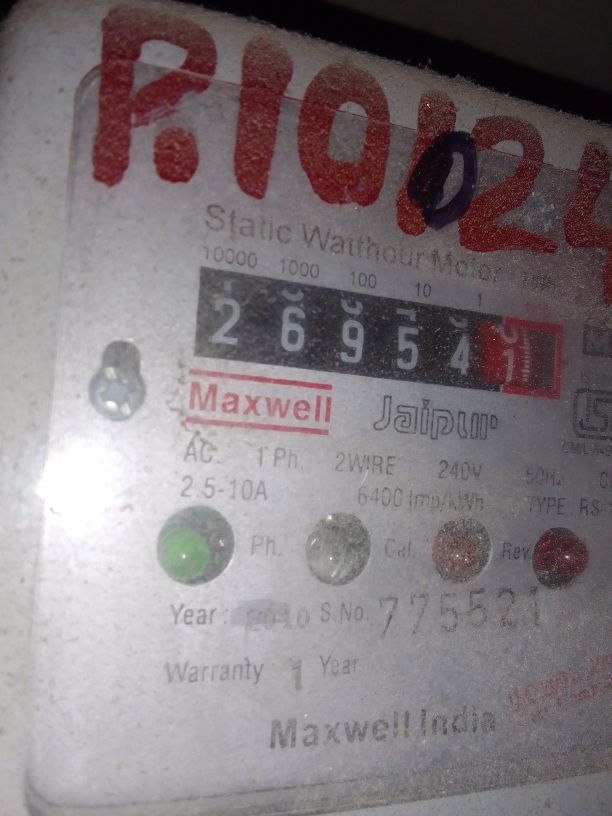 P.10124
Static Watthour Meter
10000 1000 100 10 1
2 6 9 5 4 1
Maxwell Jaipur
AC. 1 Ph. 2WIRE 240V 50Hz
2.5-10A 6400 Imp/kWh TYPE : RS-
Ph. Cal. Rev.
Year : 2010 S.No. 775521
Warranty 1 Year
Maxwell India